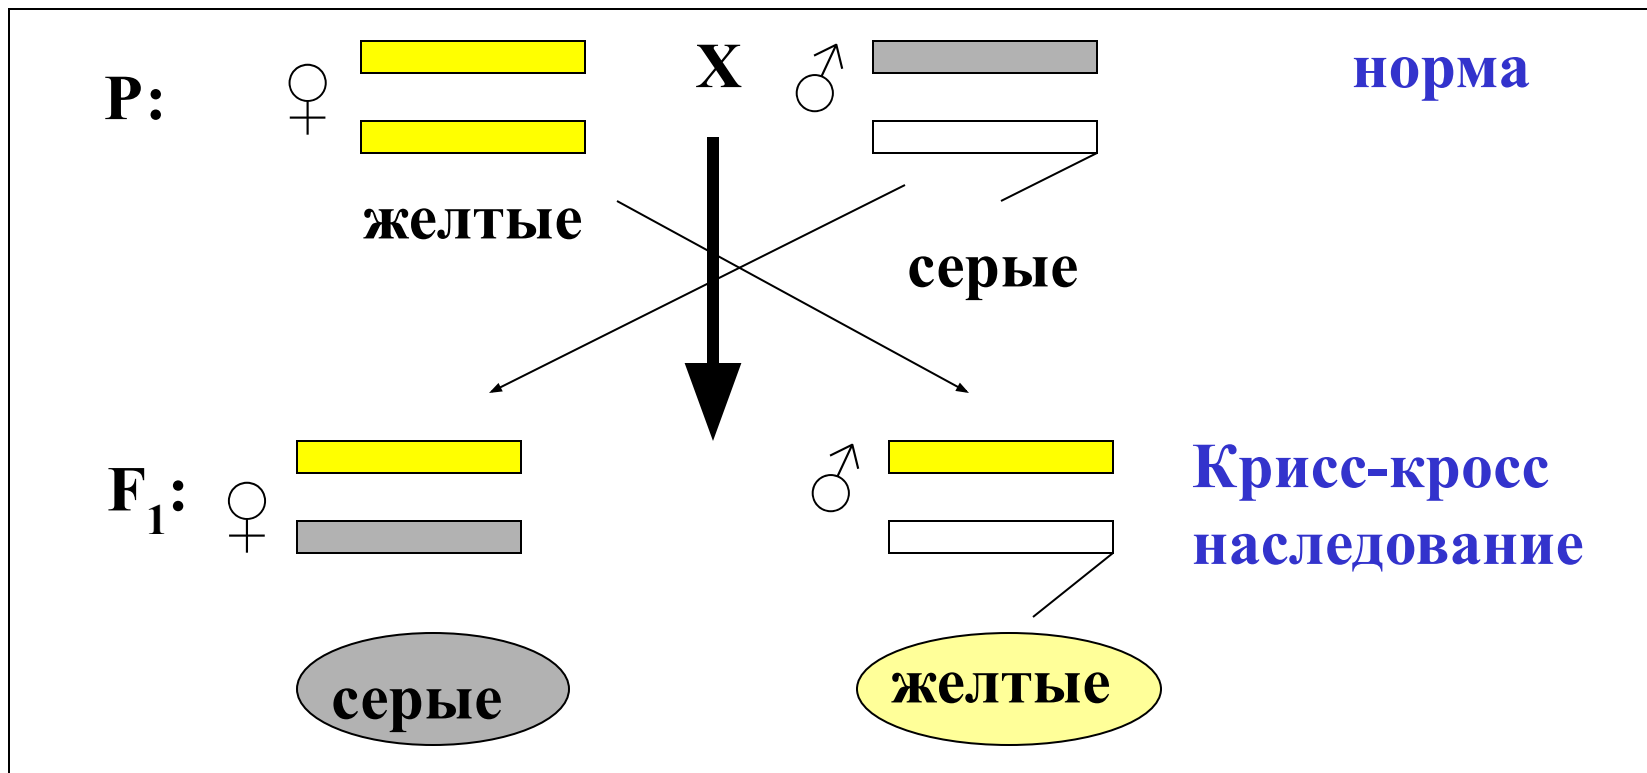 P: ♀ X ♂ норма
желтые
серые
F₁: ♀ ♂ Крисс-кросс
наследование
серые желтые